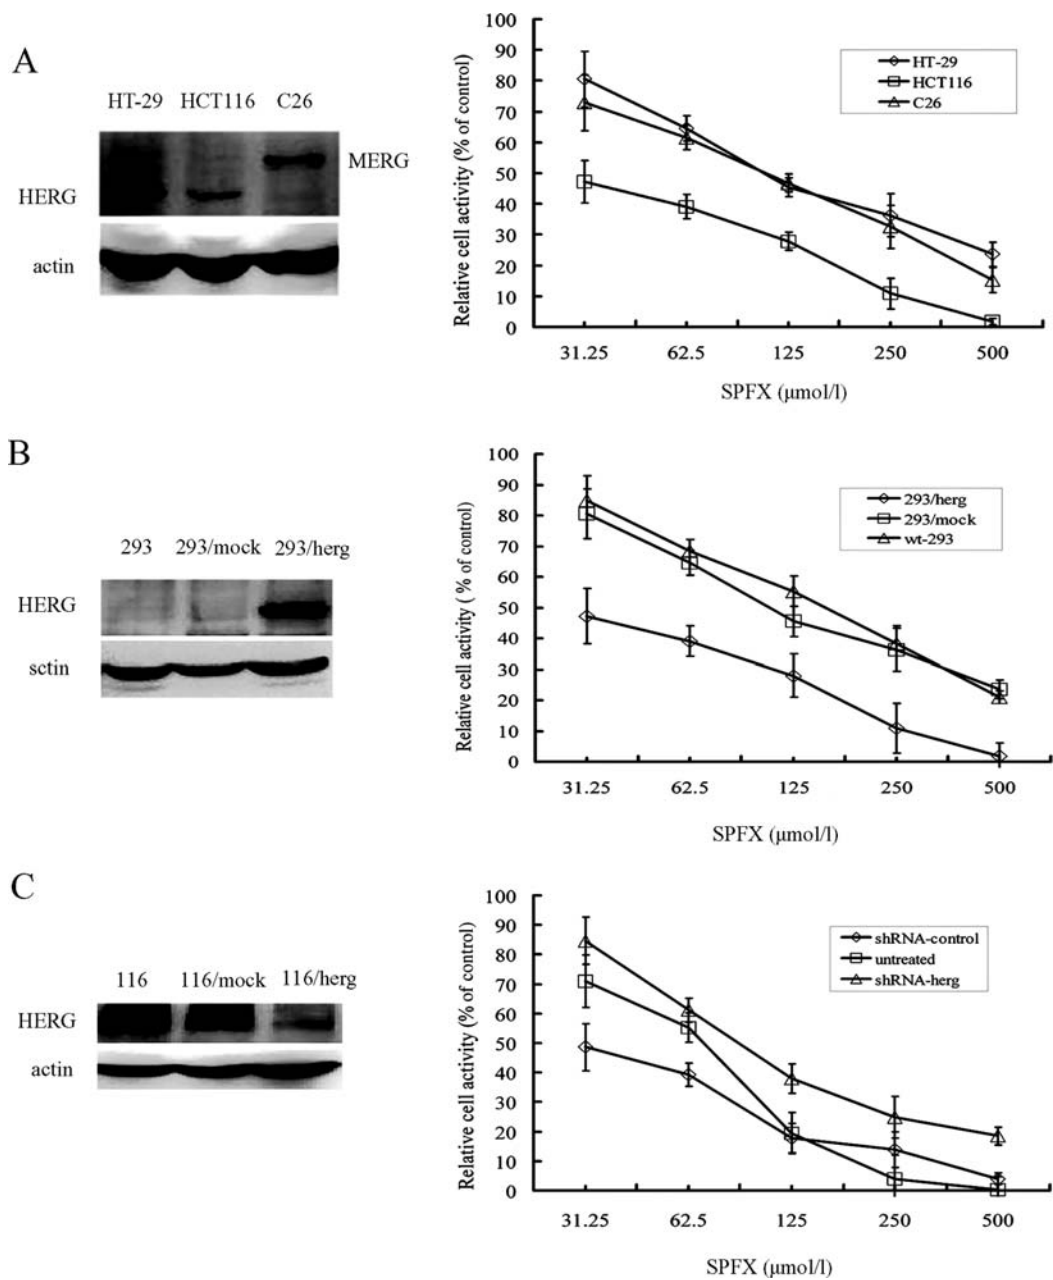 A
HT-29 HCT116 C26
MERG
HERG
actin
Relative cell activity (% of control)
100
90
80
70
60
50
40
30
20
10
0
HT-29
HCT116
C26
31.25 62.5 125 250 500
SPFX (μmol/l)
B
293 293/mock 293/herg
HERG
sctin
Relative cell activity ( % of control)
100
90
80
70
60
50
40
30
20
10
0
293/herg
293/mock
wt-293
31.25 62.5 125 250 500
SPFX (μmol/l)
C
116 116/mock 116/herg
HERG
actin
Relative cell activity (% of control)
100
90
80
70
60
50
40
30
20
10
0
shRNA-control
untreated
shRNA-herg
31.25 62.5 125 250 500
SPFX (μmol/l)